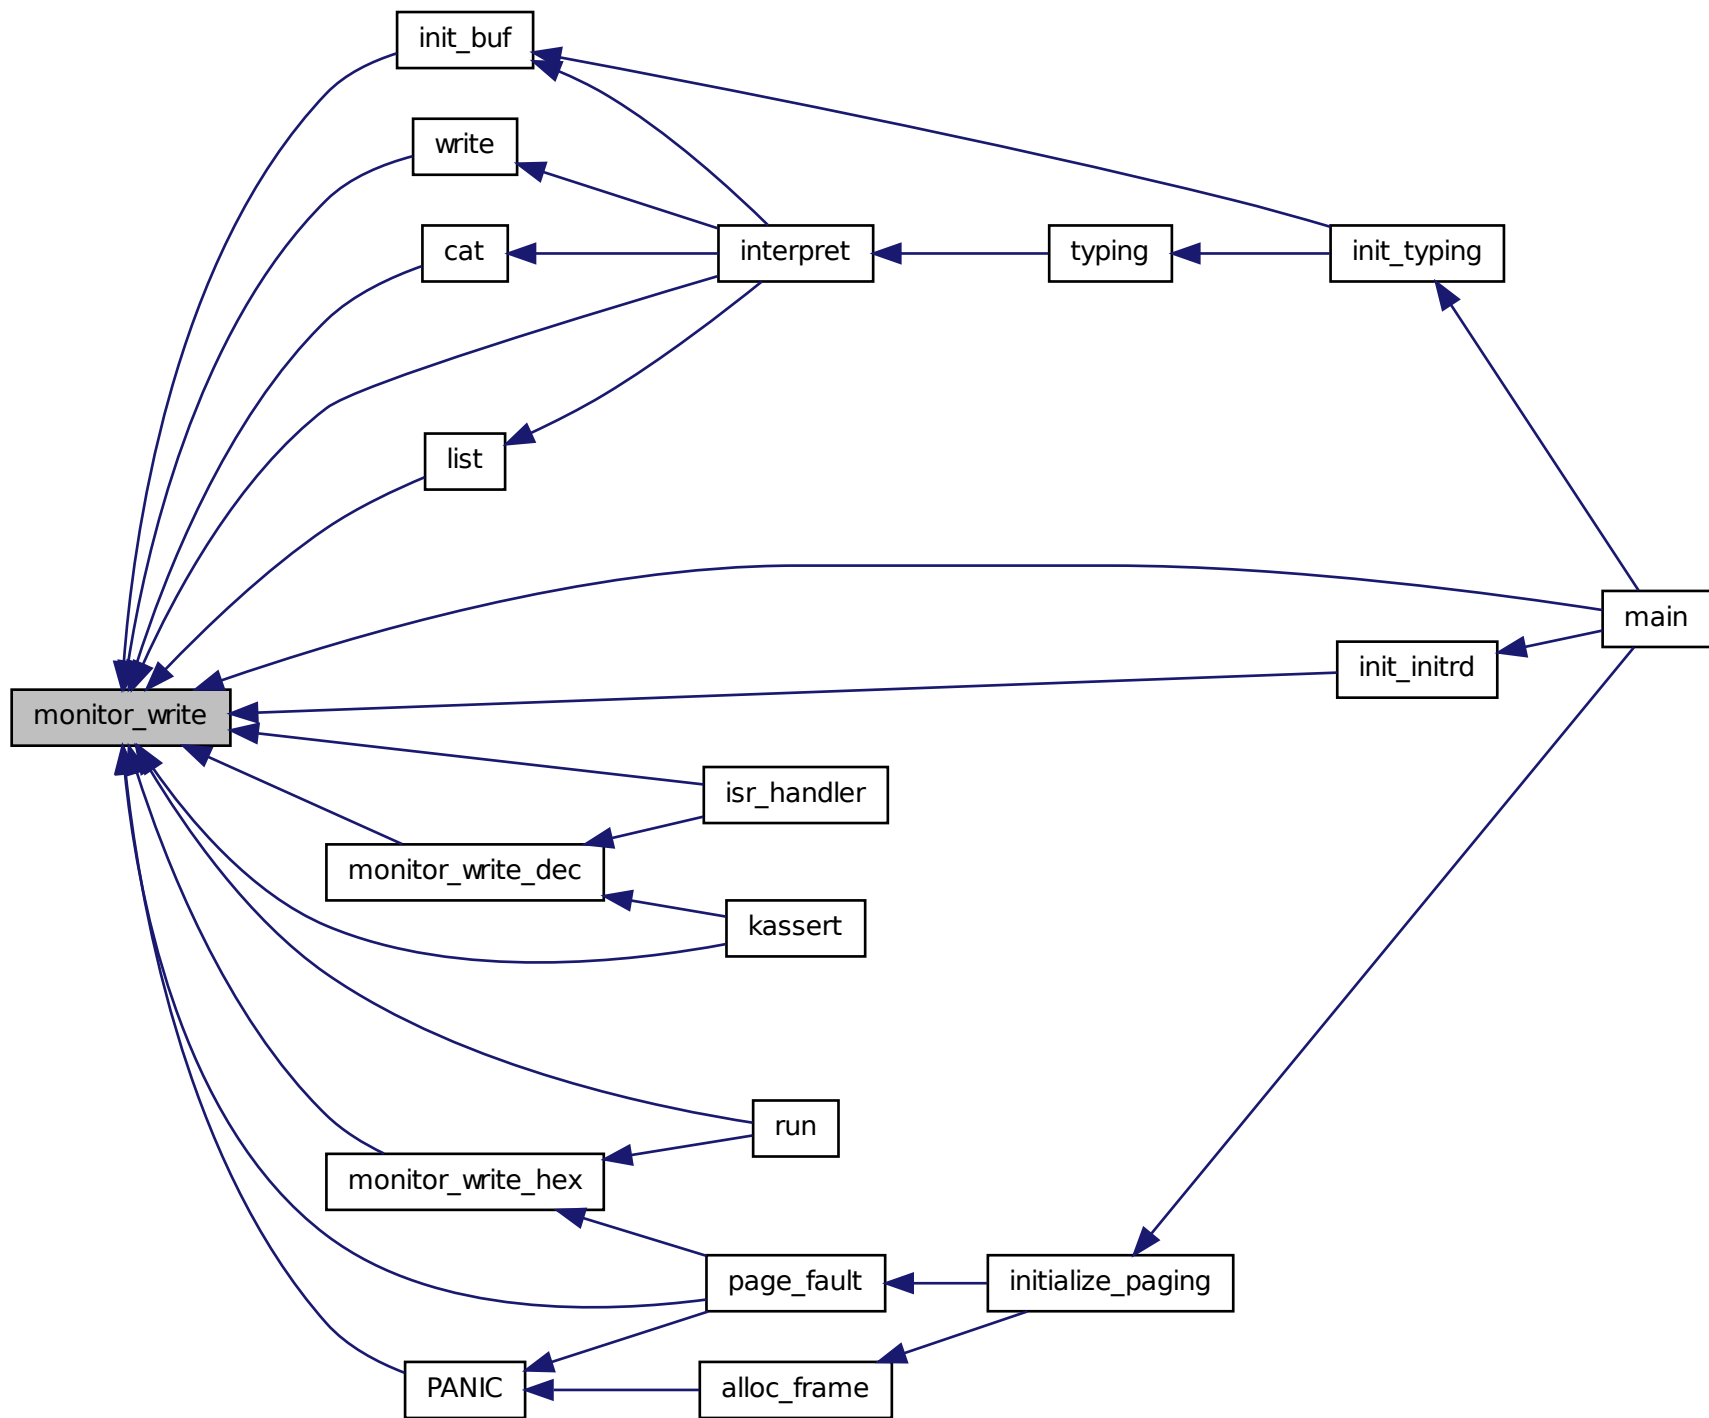 init_buf
write
cat
interpret
typing
init_typing
list
main
init_initrd
monitor_write
isr_handler
monitor_write_dec
kassert
run
monitor_write_hex
page_fault
initialize_paging
PANIC
alloc_frame